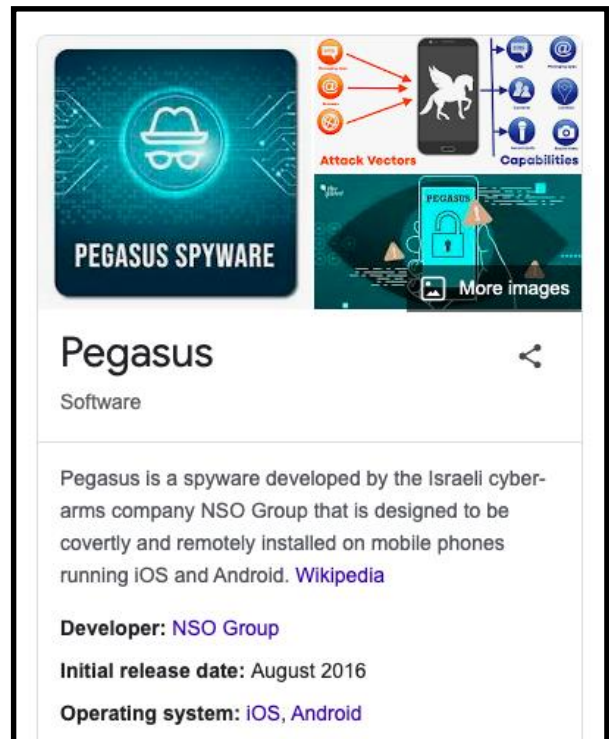 PEGASUS SPYWARE
Attack Vectors
Capabilities
PEGASUS
More images
Pegasus
Software
Pegasus is a spyware developed by the Israeli cyber-
arms company NSO Group that is designed to be
covertly and remotely installed on mobile phones
running iOS and Android. Wikipedia
Developer: NSO Group
Initial release date: August 2016
Operating system: iOS, Android